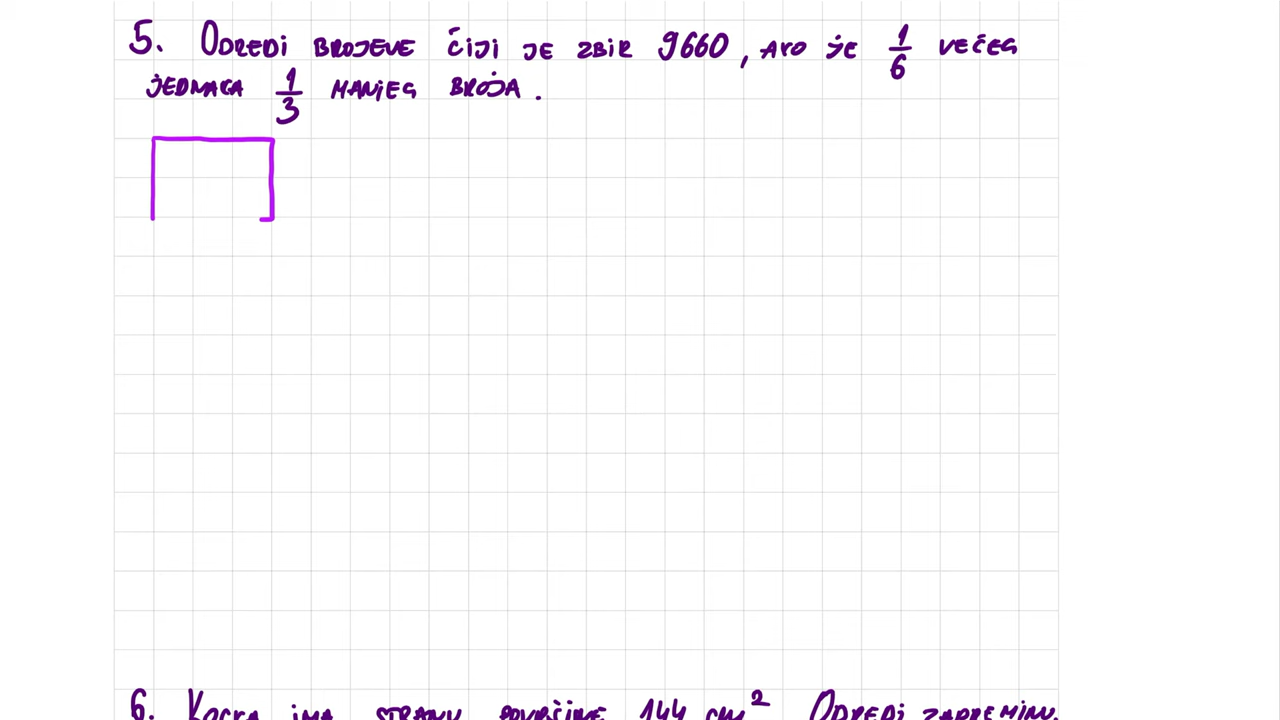 5. ODREDI BROJEVE ČIJI JE ZBIR 9660, AKO JE 1/6 VEĆEG
JEDNAKA 1/3 MANJEG BROJA.
6. KOCKA IMA STRANU POVRŠINE 144 CM² ODREDI ZAPREMINU.